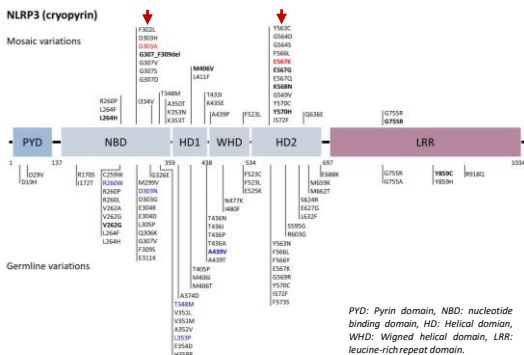 NLRP3 (cryopyrin)
Mosaic variations
F302L
D303H
D303A
G307_F309del
G307V
G307S
G307D
R260P
L264F
L264H
I334V
T348M
A350T
K353N
K353T
M406V
L411F
T433I
K435E
A439P
F523L
Y563C
G564D
G564S
F566L
E567K
E567G
E567Q
K568N
G569V
Y570C
Y570H
I572F
Q636E
G755R
G755R
PYD
NBD
HD1
WHD
HD2
LRR
1
137
359
438
534
697
1034
D29V
D19H
R170S
I172T
C259W
R260W
R260P
R260L
V262A
V262G
V262G
L264F
L264H
G326E
M299V
D303N
D303G
E304K
E304D
L305P
Q306K
G307V
F309S
E311K
T348M
V351L
V351M
A352V
L353P
E354D
H358R
A374D
T405P
M406I
M406T
T436N
T436I
T436P
T436A
A439V
A439T
N477K
I480F
F523C
F523L
E525K
Y563N
F566L
F566Y
E567K
G569R
Y570C
I572F
F573S
S595G
R603G
S624R
E627G
L632F
M659K
M662T
E688K
G755R
G755A
Y859C
Y859H
R918Q
Germline variations
PYD: Pyrin domain, NBD: nucleotide
binding domain, HD: Helical domian,
WHD: Wigned helical domain, LRR:
leucine-rich repeat domain.